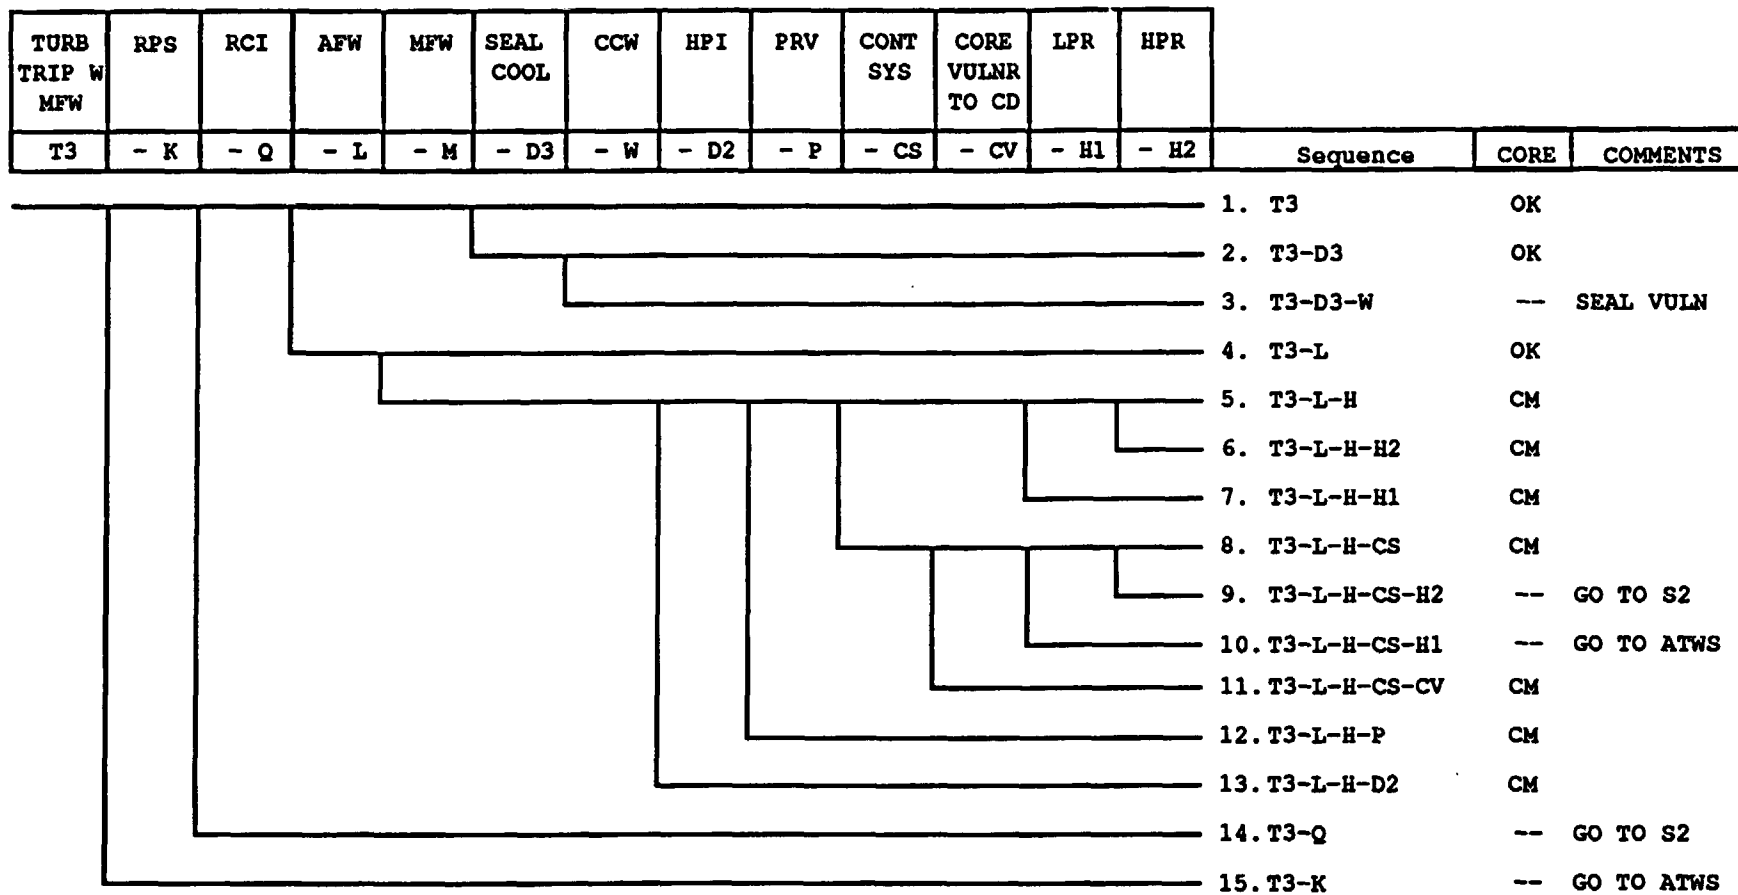 TURB TRIP W MFW RPS RCI AFW MFW SEAL COOL CCW HPI PRV CONT SYS CORE VULNR TO CD LPR HPR
T3 - K - Q - L - M - D3 - W - D2 - P - CS - CV - H1 - H2 Sequence CORE COMMENTS
1. T3 OK
2. T3-D3 OK
3. T3-D3-W -- SEAL VULN
4. T3-L OK
5. T3-L-H CM
6. T3-L-H-H2 CM
7. T3-L-H-H1 CM
8. T3-L-H-CS CM
9. T3-L-H-CS-H2 -- GO TO S2
10. T3-L-H-CS-H1 -- GO TO ATWS
11. T3-L-H-CS-CV CM
12. T3-L-H-P CM
13. T3-L-H-D2 CM
14. T3-Q -- GO TO S2
15. T3-K -- GO TO ATWS